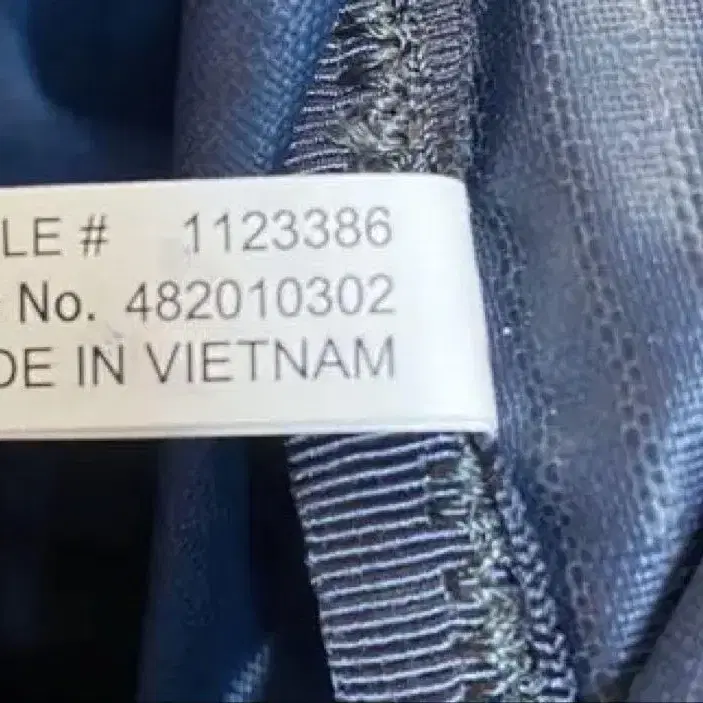 LE # 1123386
No. 482010302
DE IN VIETNAM